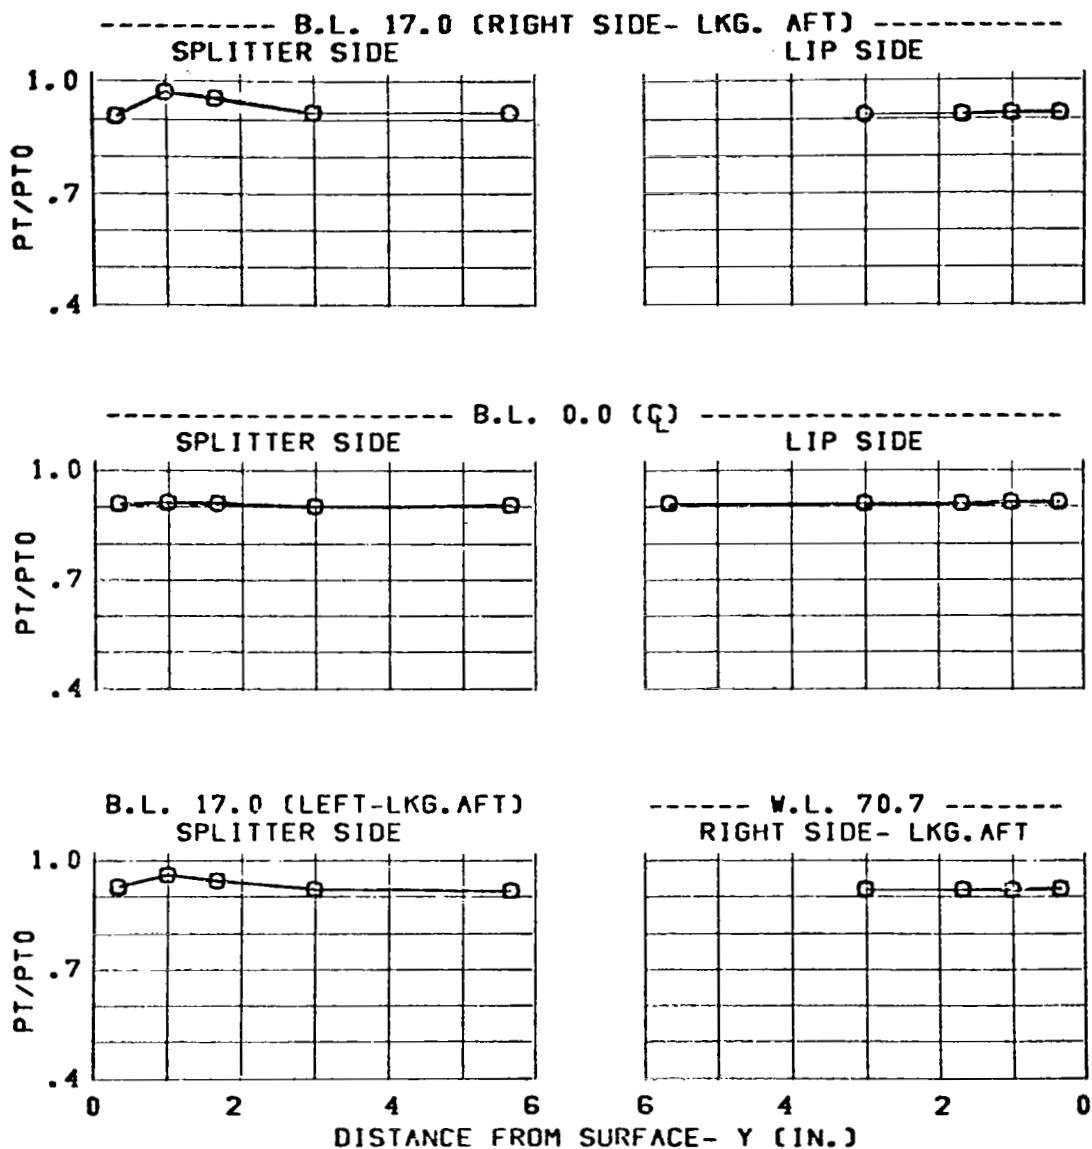 ---------- B.L. 17.0 (RIGHT SIDE- LKG. AFT) -----------
SPLITTER SIDE LIP SIDE
1.0
.7
.4
PT/PTO
-------------------- B.L. 0.0 (℄) ---------------------
SPLITTER SIDE LIP SIDE
1.0
.7
.4
PT/PTO
B.L. 17.0 (LEFT-LKG.AFT) ------ W.L. 70.7 -------
SPLITTER SIDE RIGHT SIDE- LKG.AFT
1.0
.7
.4
PT/PTO
0 2 4 6 6 4 2 0
DISTANCE FROM SURFACE- Y (IN.)